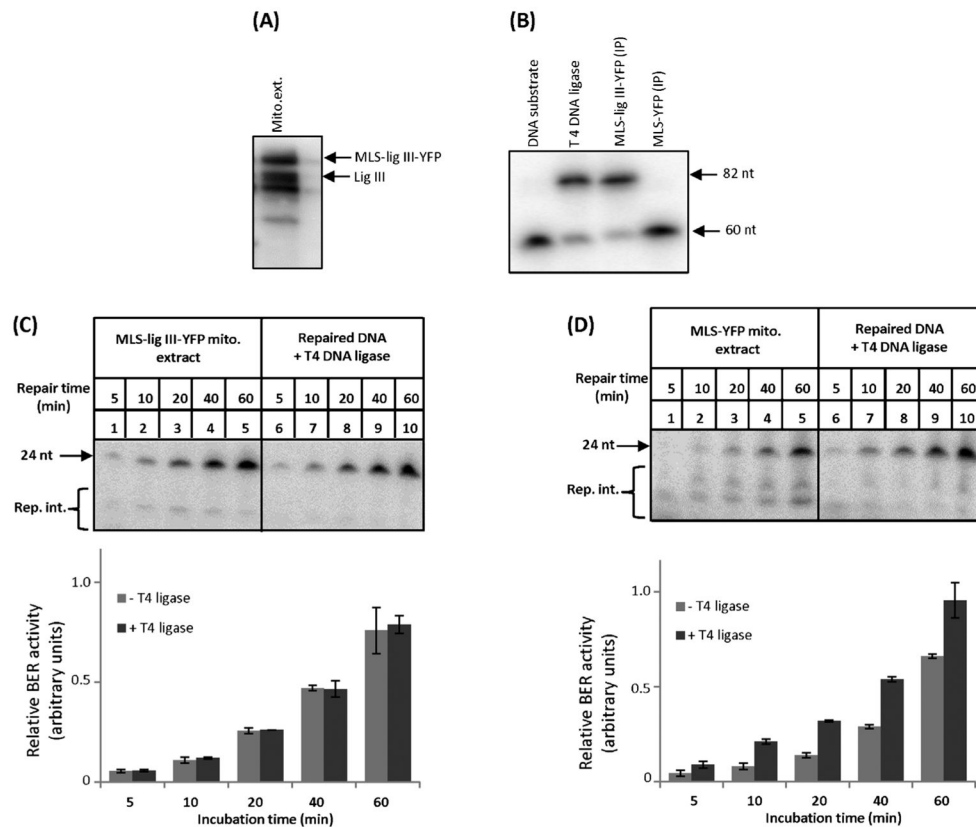 (A)
Mito.ext.
MLS-lig III-YFP
Lig III
(B)
DNA substrate
T 4 DNA ligase
MLS-lig III-YFP (IP)
MLS-YFP (IP)
82 nt
60 nt
(C)
MLS-lig III-YFP mito.
extract
Repaired DNA
+ T4 DNA ligase
Repair time
(min)
5 10 20 40 60 5 10 20 40 60
1 2 3 4 5 6 7 8 9 10
24 nt
Rep. int.
Relative BER activity
(arbitrary units)
1.0
0.5
0
- T4 ligase
+ T4 ligase
5 10 20 40 60
Incubation time (min)
(D)
MLS-YFP mito.
extract
Repaired DNA
+ T4 DNA ligase
Repair time
(min)
5 10 20 40 60 5 10 20 40 60
1 2 3 4 5 6 7 8 9 10
24 nt
Rep. int.
Relative BER activity
(arbitrary units)
1.0
0.5
0
- T4 ligase
+ T4 ligase
5 10 20 40 60
Incubation time (min)